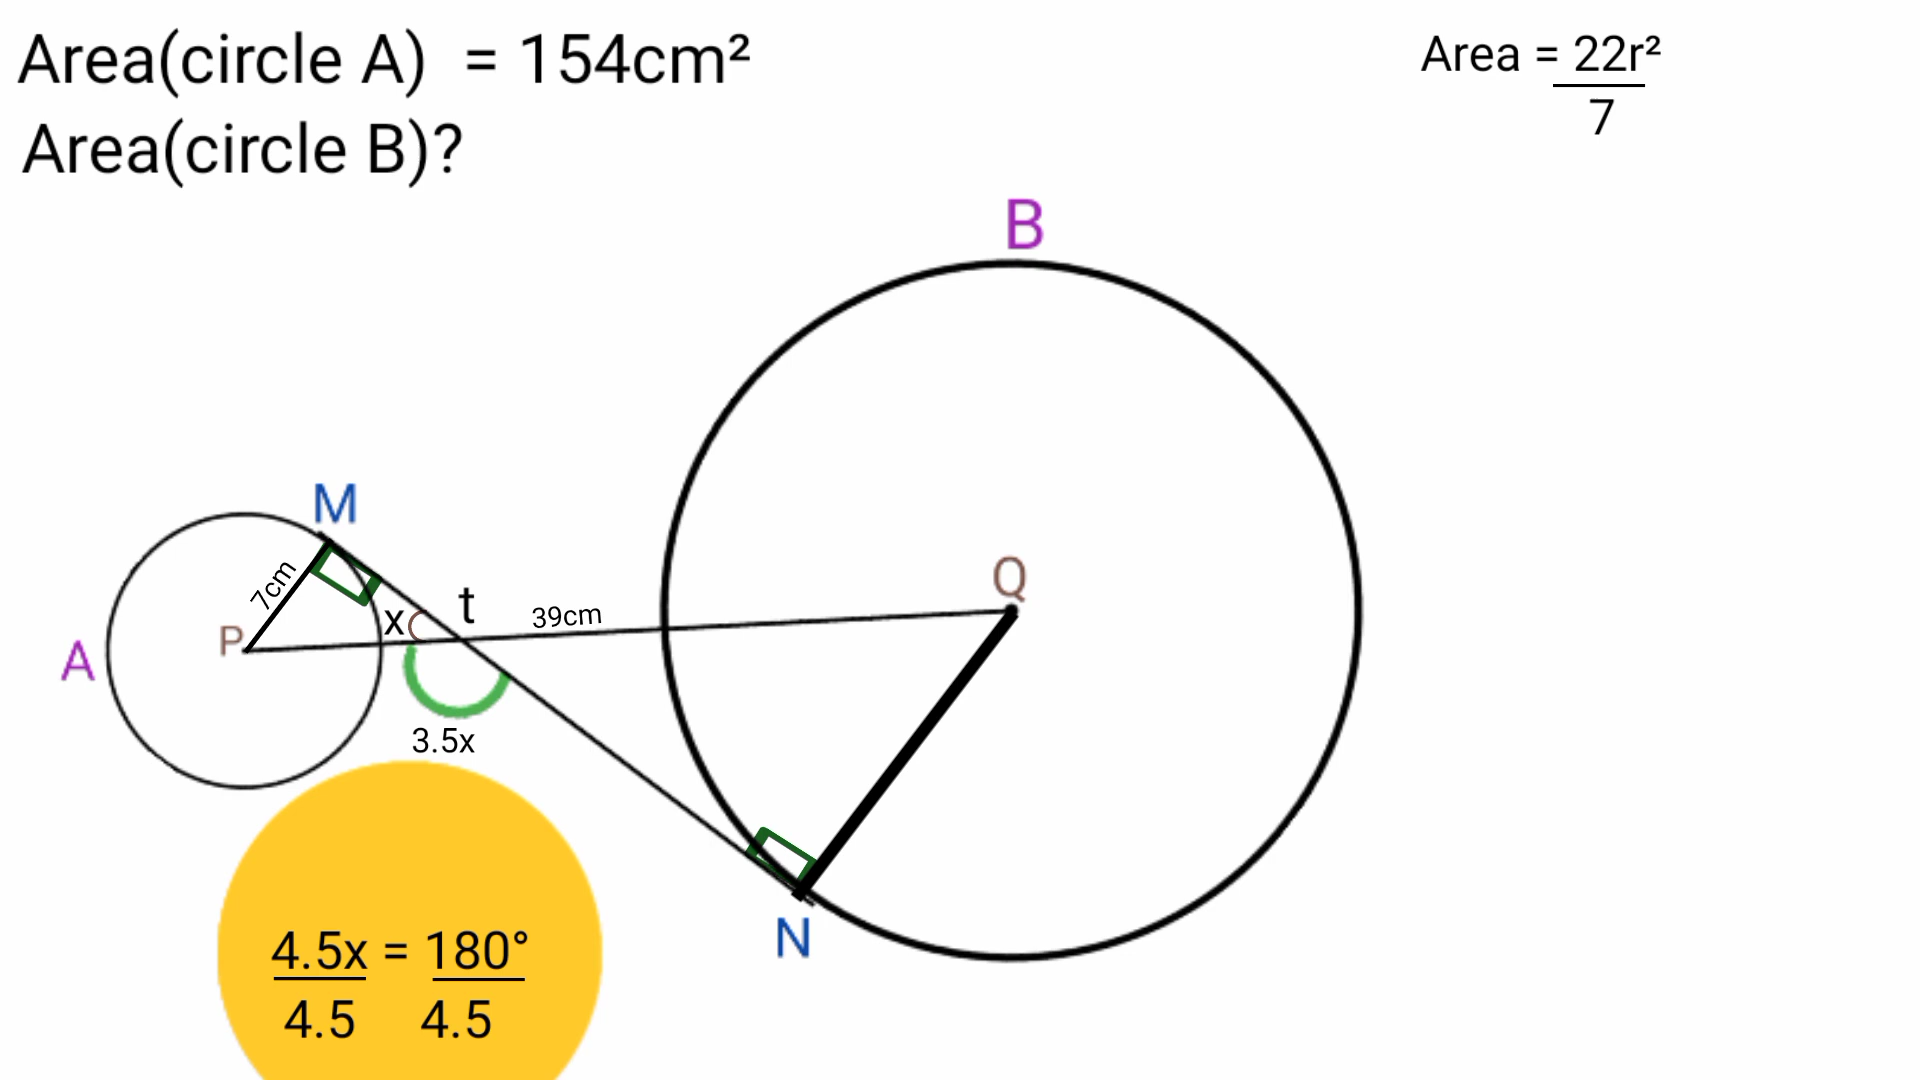 Area(circle A) = 154cm²
Area = 22r²
7
Area(circle B)?
B
M
7cm
P
A
x
t
39cm
Q
3.5x
N
4.5x = 180°
4.5 4.5